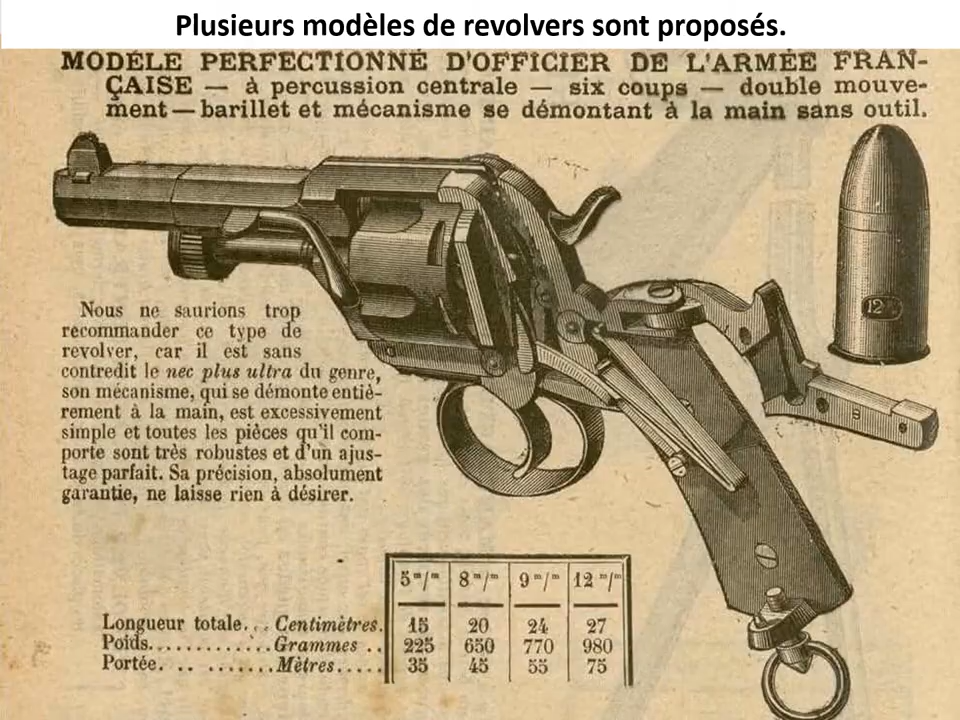 Plusieurs modèles de revolvers sont proposés.
MODÈLE PERFECTIONNÉ D'OFFICIER DE L'ARMÉE FRAN-
ÇAISE — à percussion centrale — six coups — double mouve-
ment — barillet et mécanisme se démontant à la main sans outil.
12
Nous ne saurions trop
recommander ce type de
revolver, car il est sans
contredit le nec plus ultra du genre,
son mécanisme, qui se démonte entiè-
rement à la main, est excessivement
simple et toutes les pièces qu'il com-
porte sont très robustes et d'un ajus-
tage parfait. Sa précision, absolument
garantie, ne laisse rien à désirer.
5 m/m 8 m/m 9 m/m 12 m/m
Longueur totale... Centimètres. 15 20 24 27
Poids............Grammes .. 225 650 770 980
Portée. .. .......Mètres..... 35 45 55 75